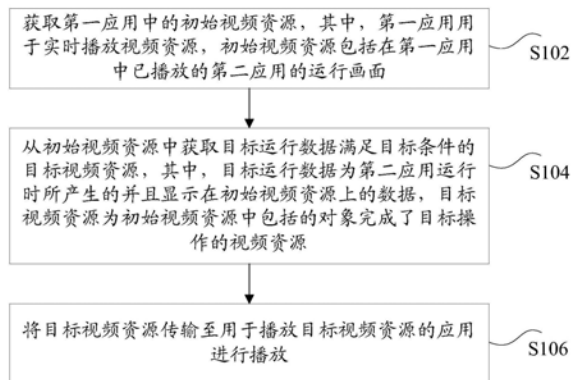 获取第一应用中的初始视频资源，其中，第一应用用
于实时播放视频资源，初始视频资源包括在第一应用
中已播放的第二应用的运行画面
S102
从初始视频资源中获取目标运行数据满足目标条件的
目标视频资源，其中，目标运行数据为第二应用运行
时所产生的并且显示在初始视频资源上的数据，目标
视频资源为初始视频资源中包括的对象完成了目标操
作的视频资源
S104
将目标视频资源传输至用于播放目标视频资源的应用
进行播放
S106